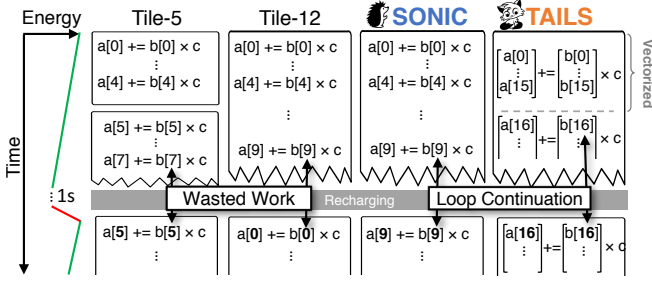 Energy
Tile-5
Tile-12
SONIC
TAILS
Time
1s
a[0] += b[0] × c
⋮
a[4] += b[4] × c
a[5] += b[5] × c
⋮
a[7] += b[7] × c
a[0] += b[0] × c
⋮
a[4] += b[4] × c
⋮
a[9] += b[9] × c
a[0] += b[0] × c
⋮
a[4] += b[4] × c
⋮
a[9] += b[9] × c
a[0] b[0]
⋮ += ⋮ × c
a[15] b[15]
Vectorized
a[16] b[16]
⋮ += ⋮ × c
Wasted Work
Recharging
Loop Continuation
a[5] += b[5] × c
⋮
a[0] += b[0] × c
⋮
a[9] += b[9] × c
⋮
a[16] b[16]
⋮ += ⋮ × c